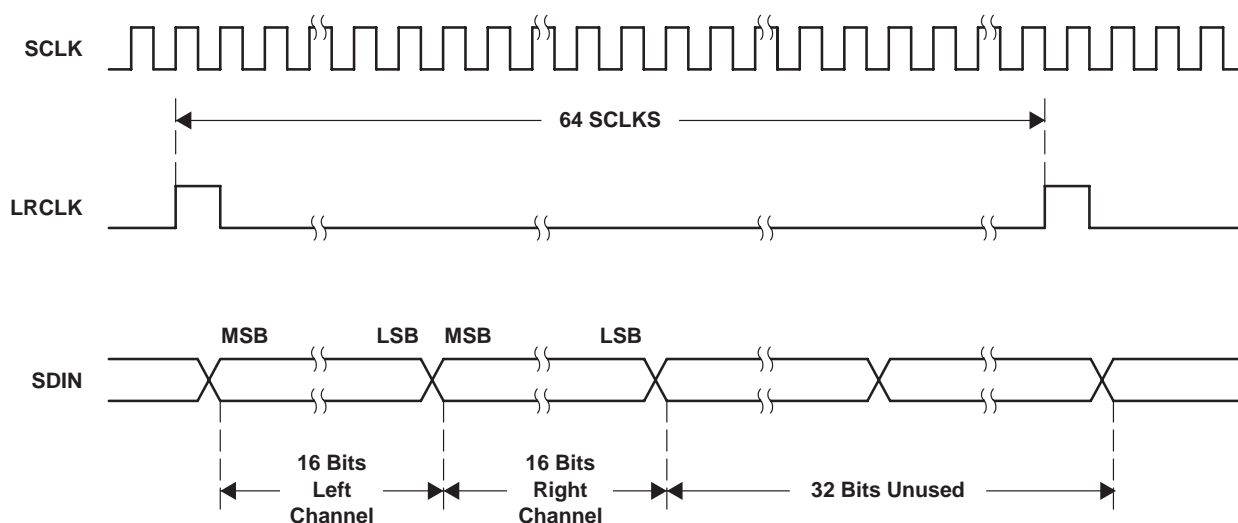 SCLK
64 SCLKS
LRCLK
MSB LSB MSB LSB
SDIN
16 Bits
Left
Channel
16 Bits
Right
Channel
32 Bits Unused